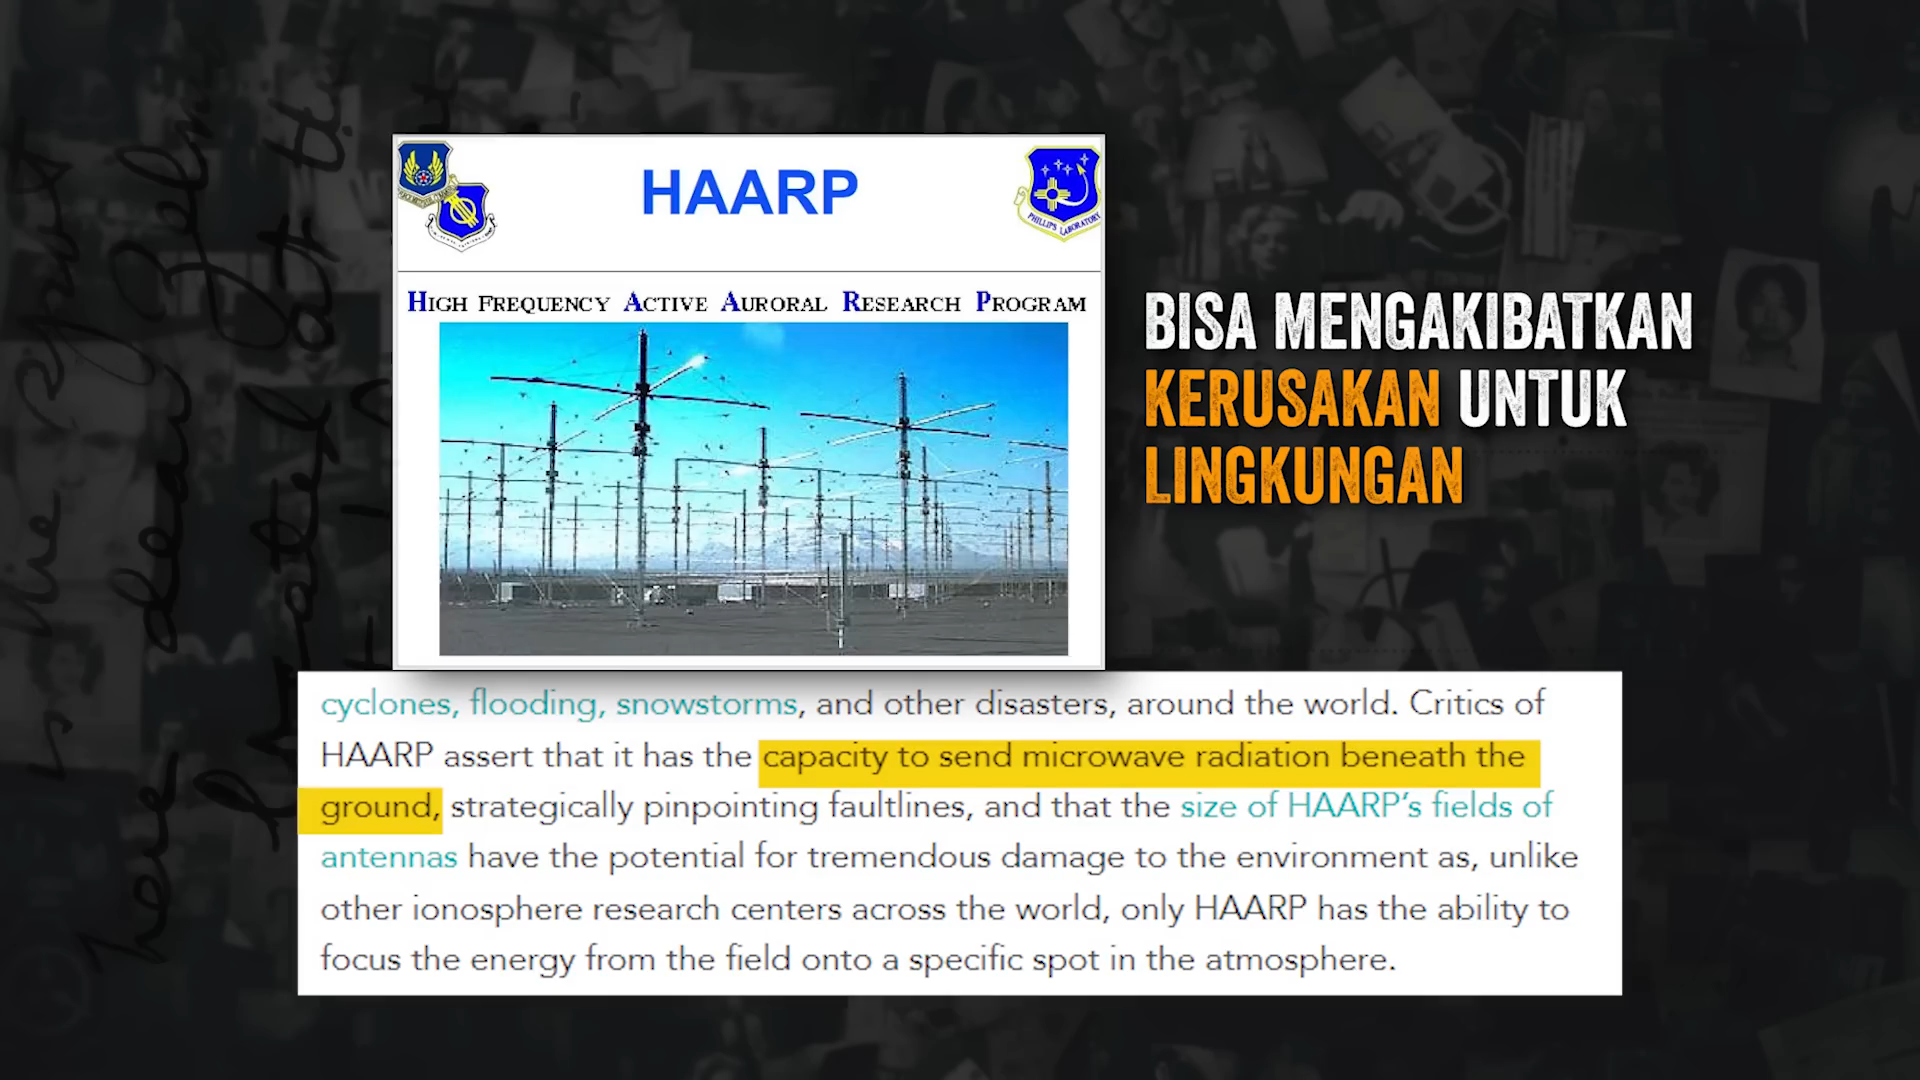 HAARP
PHILLIPS LABORATORY
HIGH FREQUENCY ACTIVE AURORAL RESEARCH PROGRAM
BISA MENGAKIBATKAN
KERUSAKAN UNTUK
LINGKUNGAN
cyclones, flooding, snowstorms, and other disasters, around the world. Critics of
HAARP assert that it has the capacity to send microwave radiation beneath the
ground, strategically pinpointing faultlines, and that the size of HAARP's fields of
antennas have the potential for tremendous damage to the environment as, unlike
other ionosphere research centers across the world, only HAARP has the ability to
focus the energy from the field onto a specific spot in the atmosphere.